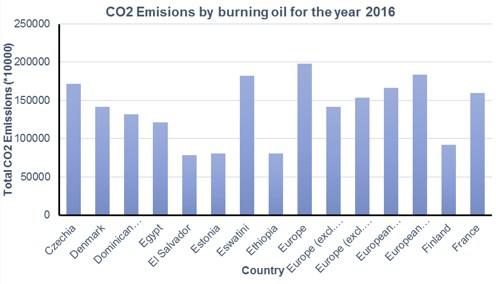 CO2 Emisions by burning oil for the year 2016
Total CO2 Emissions (*10000)
250000
200000
150000
100000
50000
0
Czechia
Denmark
Dominican…
Egypt
El Salvador
Estonia
Eswatini
Ethiopia
Europe
Europe (excl.…
Europe (excl.…
European…
European…
Finland
France
Country